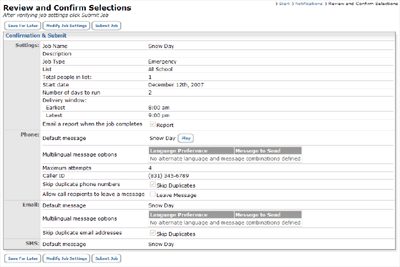 Review and Confirm Selections
› Start › Notifications › Review and Confirm Selections
After verifying job settings click Submit Job
Save For Later Modify Job Settings Submit Job
Confirmation & Submit
Settings: Job Name Snow Day
Description
Job Type Emergency
List All School
Total people in list: 1
Start date December 12th, 2007
Number of days to run 2
Delivery window:
Earliest 8:00 am
Latest 9:00 pm
Email a report when the job completes Report
Phone: Default message Snow Day Play
Multilingual message options Language Preference Message to Send
No alternate language and message combinations defined
Maximum attempts 4
Caller ID (831) 345-6789
Skip duplicate phone numbers Skip Duplicates
Allow call recipients to leave a message Leave Message
Email: Default message Snow Day
Multilingual message options Language Preference Message to Send
No alternate language and message combinations defined
Skip duplicate email addresses Skip Duplicates
SMS: Default message Snow Day
Save For Later Modify Job Settings Submit Job